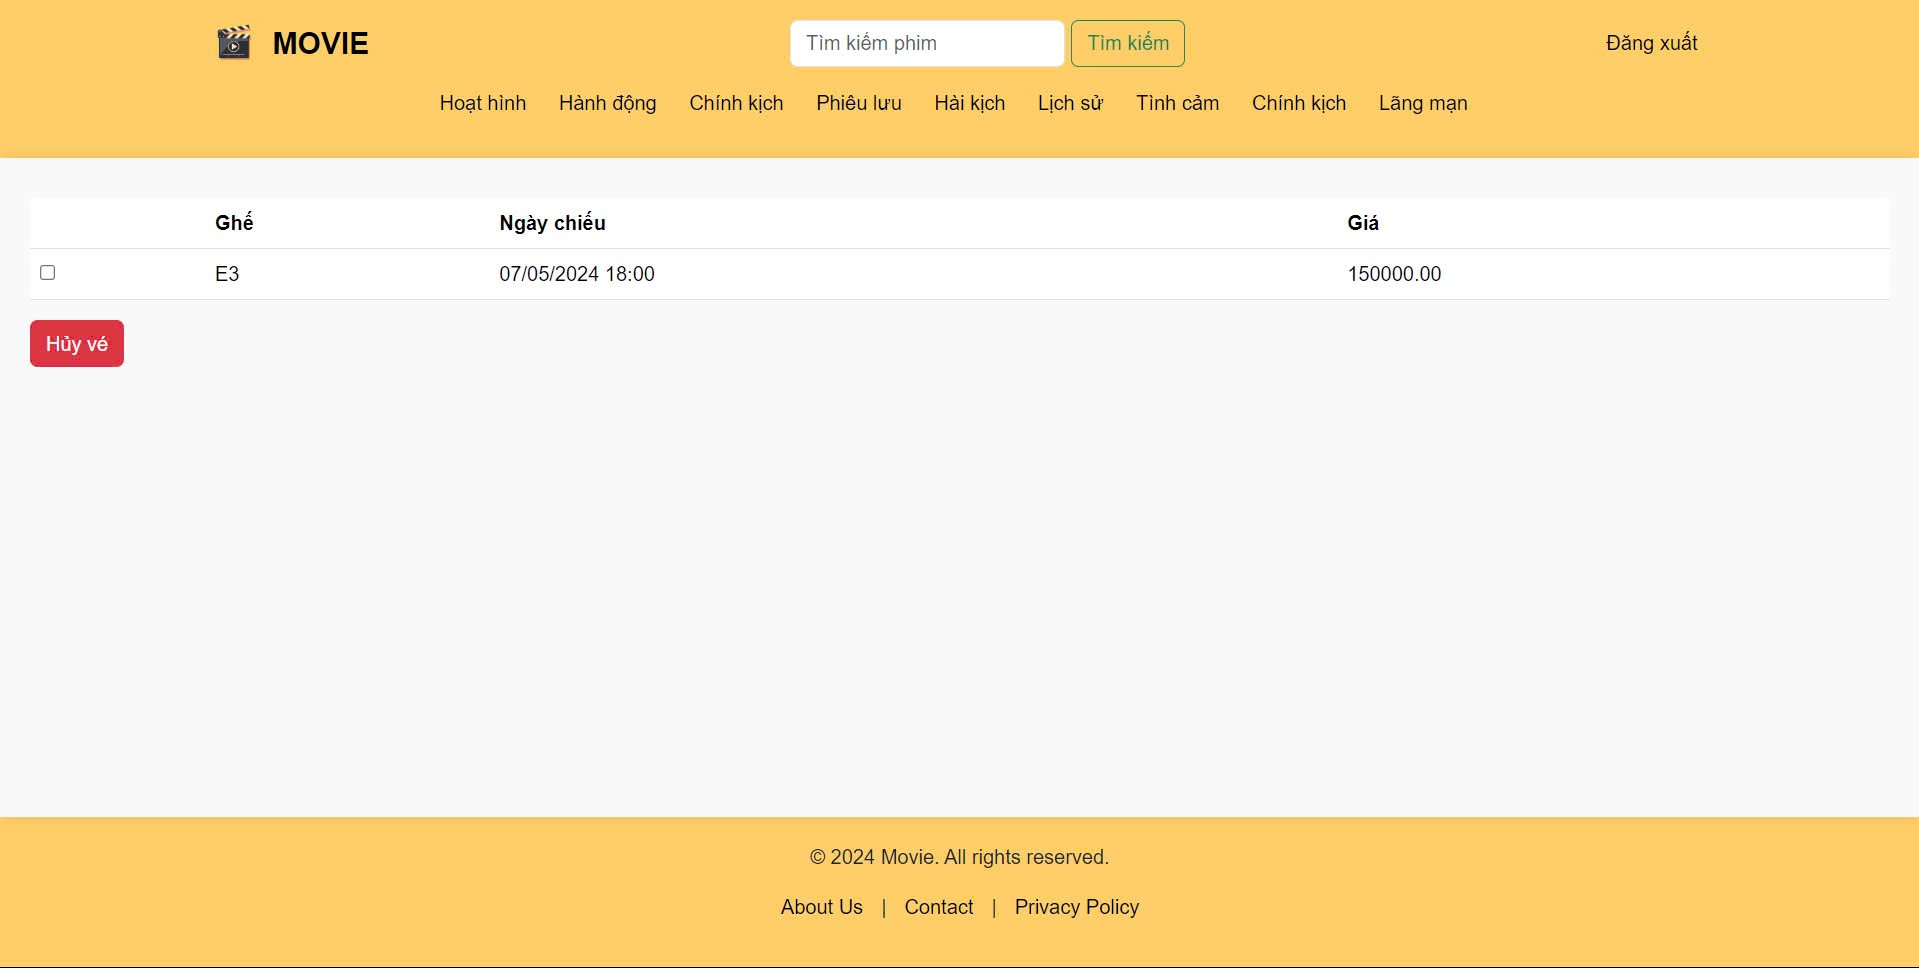 MOVIE
Tìm kiếm phim
Tìm kiếm
Đăng xuất
Hoạt hình Hành động Chính kịch Phiêu lưu Hài kịch Lịch sử Tình cảm Chính kịch Lãng mạn
Ghế Ngày chiếu Giá
E3 07/05/2024 18:00 150000.00
Hủy vé
© 2024 Movie. All rights reserved.
About Us | Contact | Privacy Policy